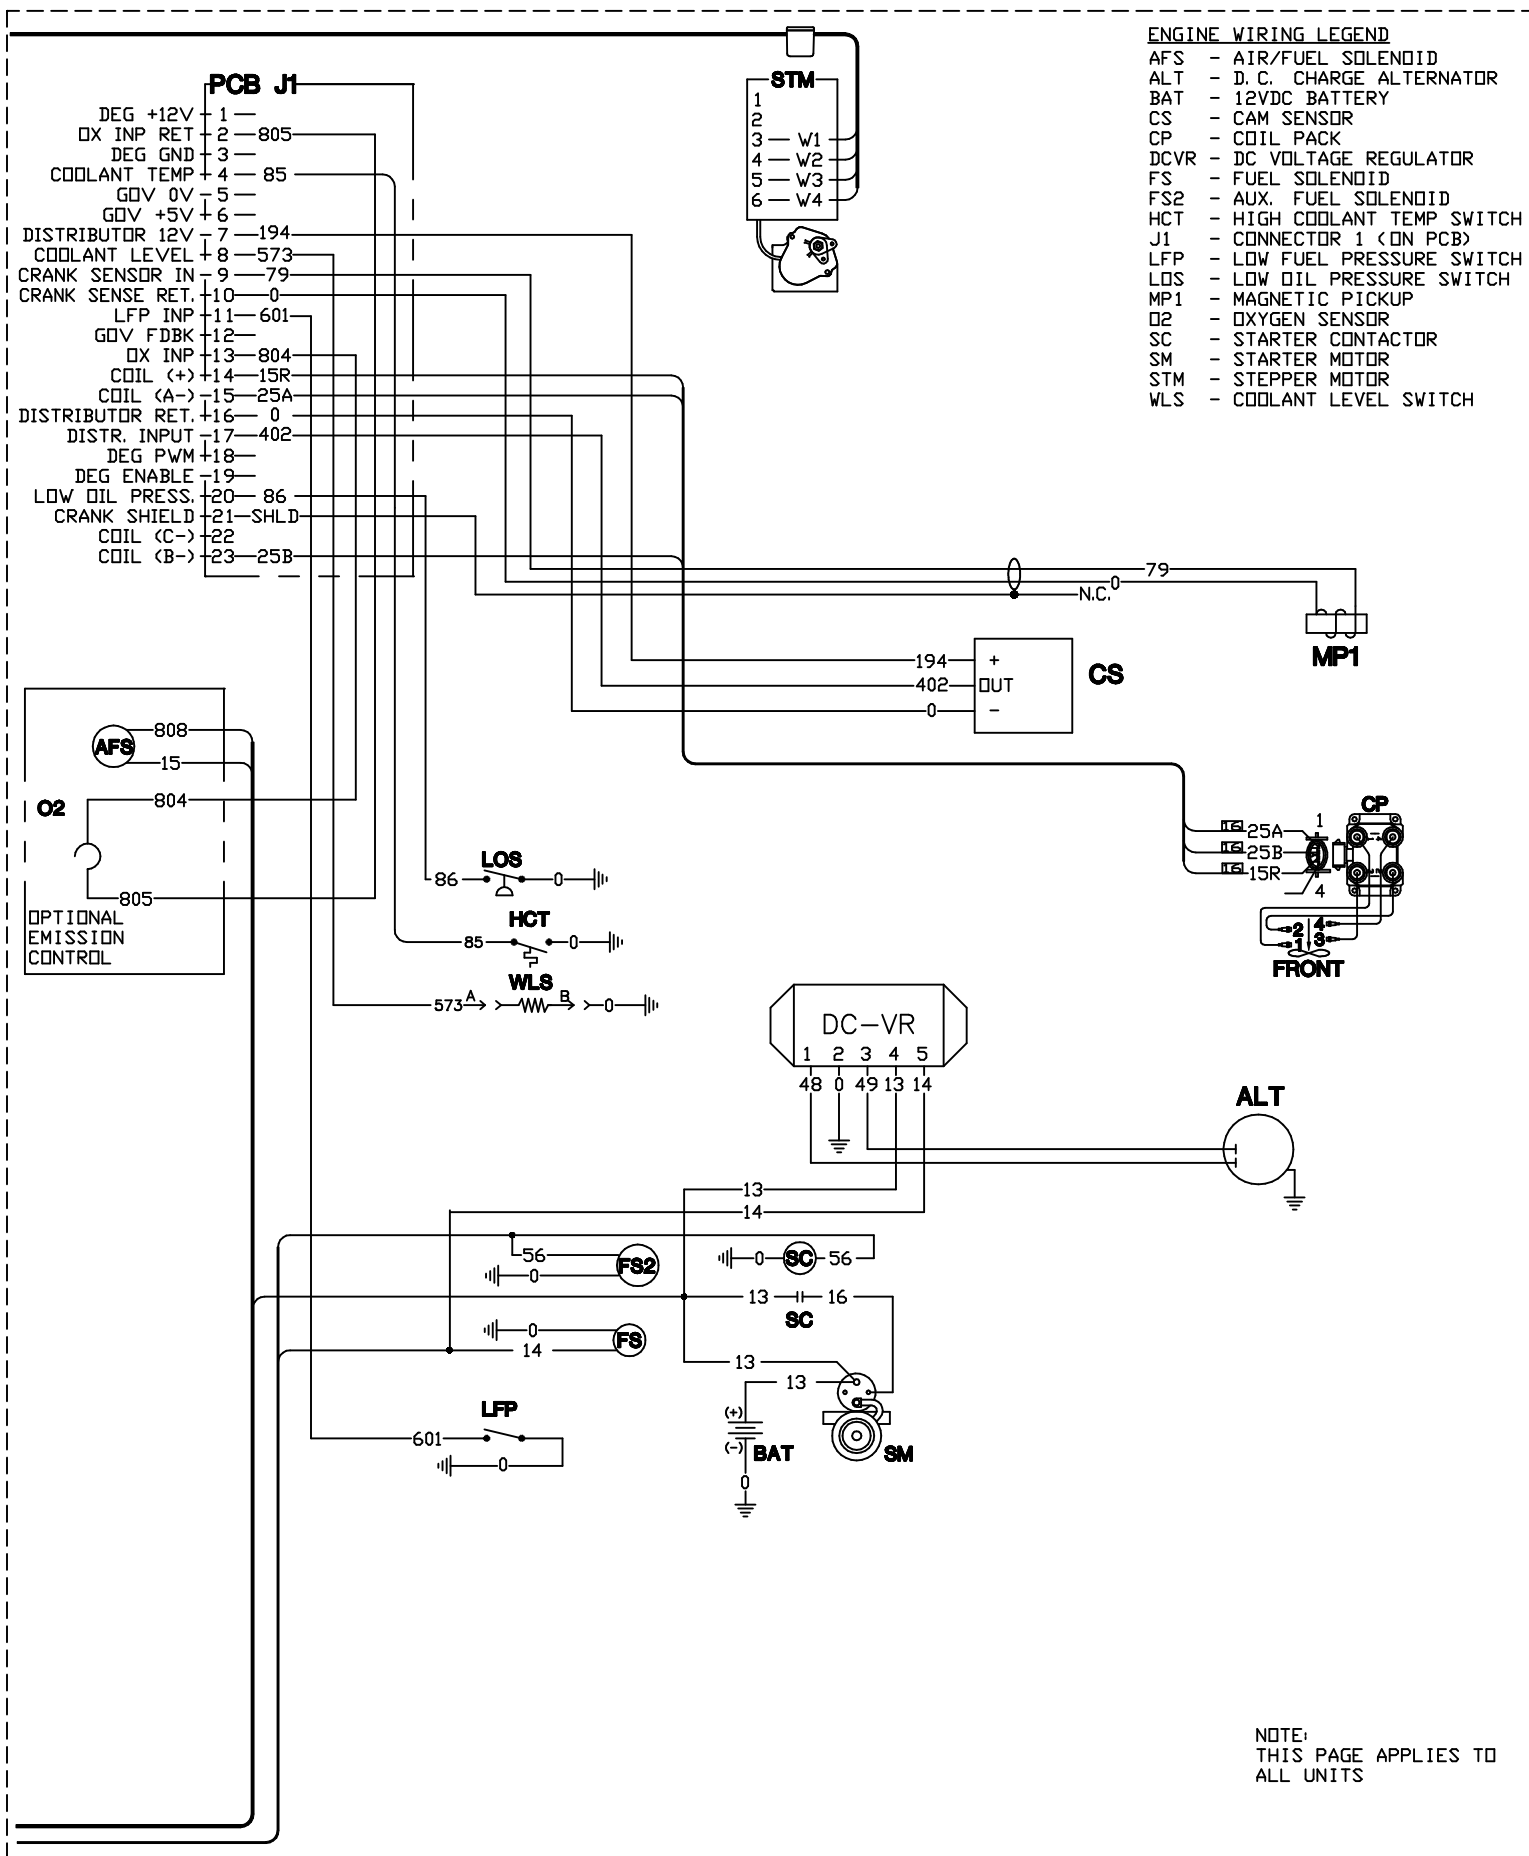 ENGINE WIRING LEGEND
AFS - AIR/FUEL SOLENOID
ALT - D.C. CHARGE ALTERNATOR
BAT - 12VDC BATTERY
CS - CAM SENSOR
CP - COIL PACK
DCVR - DC VOLTAGE REGULATOR
FS - FUEL SOLENOID
FS2 - AUX. FUEL SOLENOID
HCT - HIGH COOLANT TEMP SWITCH
J1 - CONNECTOR 1 (ON PCB)
LFP - LOW FUEL PRESSURE SWITCH
LOS - LOW OIL PRESSURE SWITCH
MP1 - MAGNETIC PICKUP
O2 - OXYGEN SENSOR
SC - STARTER CONTACTOR
SM - STARTER MOTOR
STM - STEPPER MOTOR
WLS - COOLANT LEVEL SWITCH
PCB J1
DEG +12V 1
OX INP RET 2 805
DEG GND 3
COOLANT TEMP 4 85
GOV 0V 5
GOV +5V 6
DISTRIBUTOR 12V 7 194
COOLANT LEVEL 8 573
CRANK SENSOR IN 9 79
CRANK SENSE RET. 10 0
LFP INP 11 601
GOV FDBK 12
OX INP 13 804
COIL (+) 14 15R
COIL (A-) 15 25A
DISTRIBUTOR RET. 16 0
DISTR. INPUT 17 402
DEG PWM 18
DEG ENABLE 19
LOW OIL PRESS. 20 86
CRANK SHIELD 21 SHLD
COIL (C-) 22
COIL (B-) 23 25B
STM
1
2
3 W1
4 W2
5 W3
6 W4
79
0
N.C.
MP1
194 +
402 OUT
0 -
CS
AFS
808
15
O2
804
805
OPTIONAL
EMISSION
CONTROL
CP
1
16 25A
16 25B
16 15R
4
2 4
1 3
FRONT
LOS
86 0
HCT
85 0
WLS
573 A B 0
DC-VR
1 2 3 4 5
48 0 49 13 14
ALT
13
14
56
FS2
0
0 SC 56
13 16
SC
0
FS
14
13
13
LFP
601
0
(+)
(-)
BAT
0
SM
NOTE:
THIS PAGE APPLIES TO
ALL UNITS